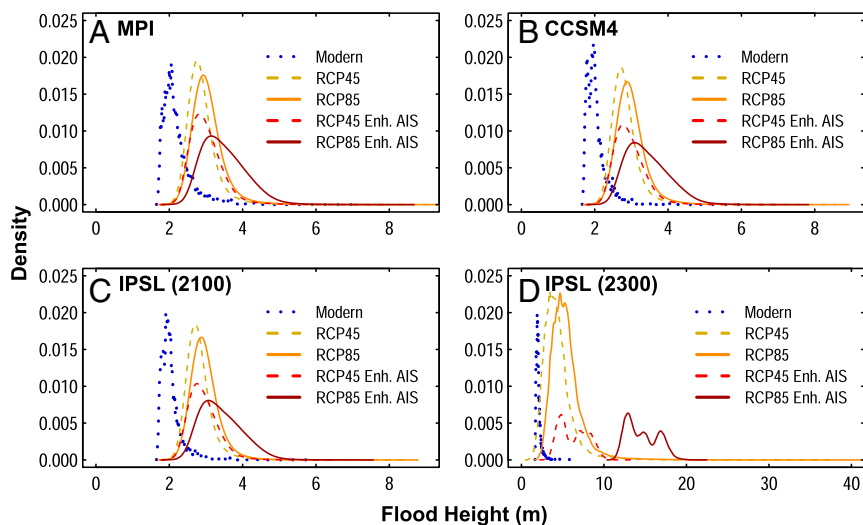 A MPI
0.025
0.020
0.015
0.010
0.005
0.000
Modern
RCP45
RCP85
RCP45 Enh. AIS
RCP85 Enh. AIS
0 2 4 6 8
B CCSM4
0.025
0.020
0.015
0.010
0.005
0.000
Modern
RCP45
RCP85
RCP45 Enh. AIS
RCP85 Enh. AIS
0 2 4 6 8
Density
C IPSL (2100)
0.025
0.020
0.015
0.010
0.005
0.000
Modern
RCP45
RCP85
RCP45 Enh. AIS
RCP85 Enh. AIS
0 2 4 6 8
D IPSL (2300)
0.025
0.020
0.015
0.010
0.005
0.000
Modern
RCP45
RCP85
RCP45 Enh. AIS
RCP85 Enh. AIS
0 10 20 30 40
Flood Height (m)